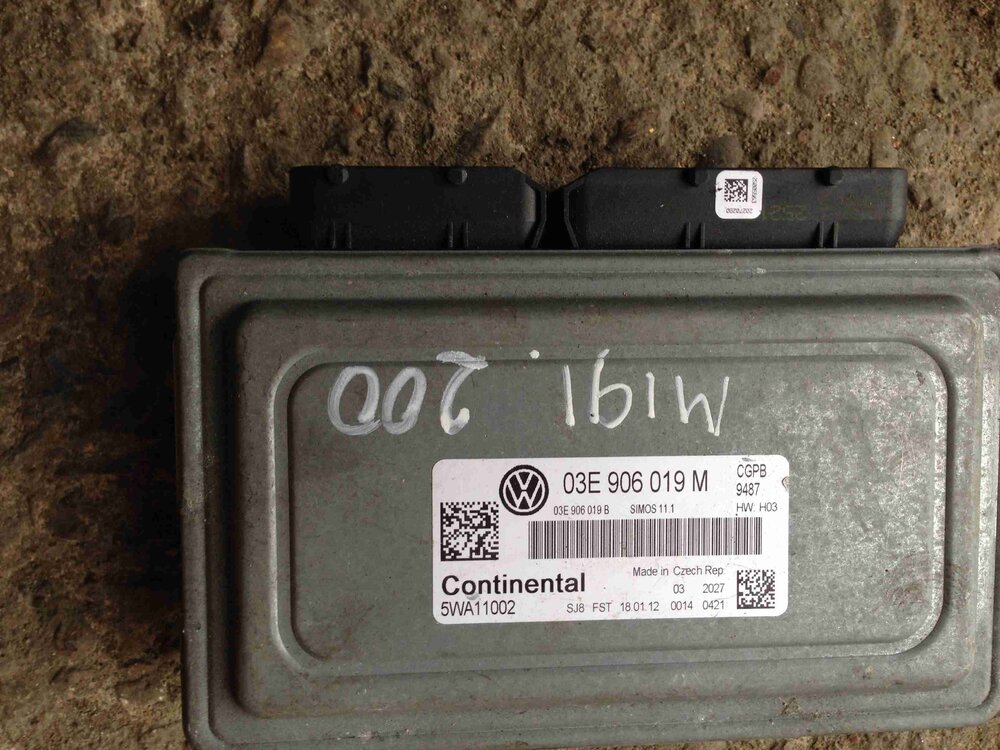 M191. 200
03E 906 019 M
CGPB
9487
03E 906 019 B SIMOS 11.1
HW: H03
Made in Czech Rep.
Continental
03 2027
5WA11002
SJ8 FST 18.01.12 0014 0421